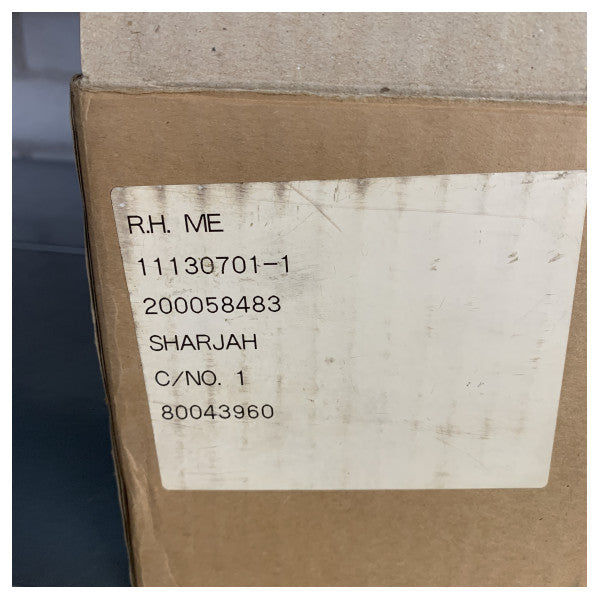 R.H. ME
11130701-1
200058483
SHARJAH
C/NO. 1
80043960